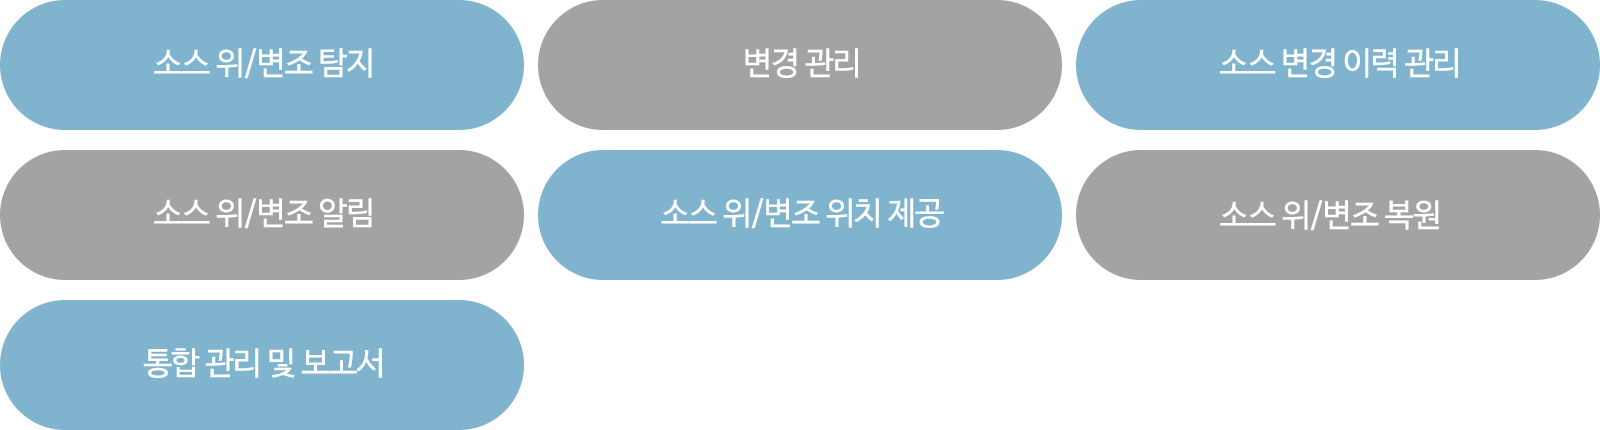 소스 위/변조 탐지
변경 관리
소스 변경 이력 관리
소스 위/변조 알림
소스 위/변조 위치 제공
소스 위/변조 복원
통합 관리 및 보고서